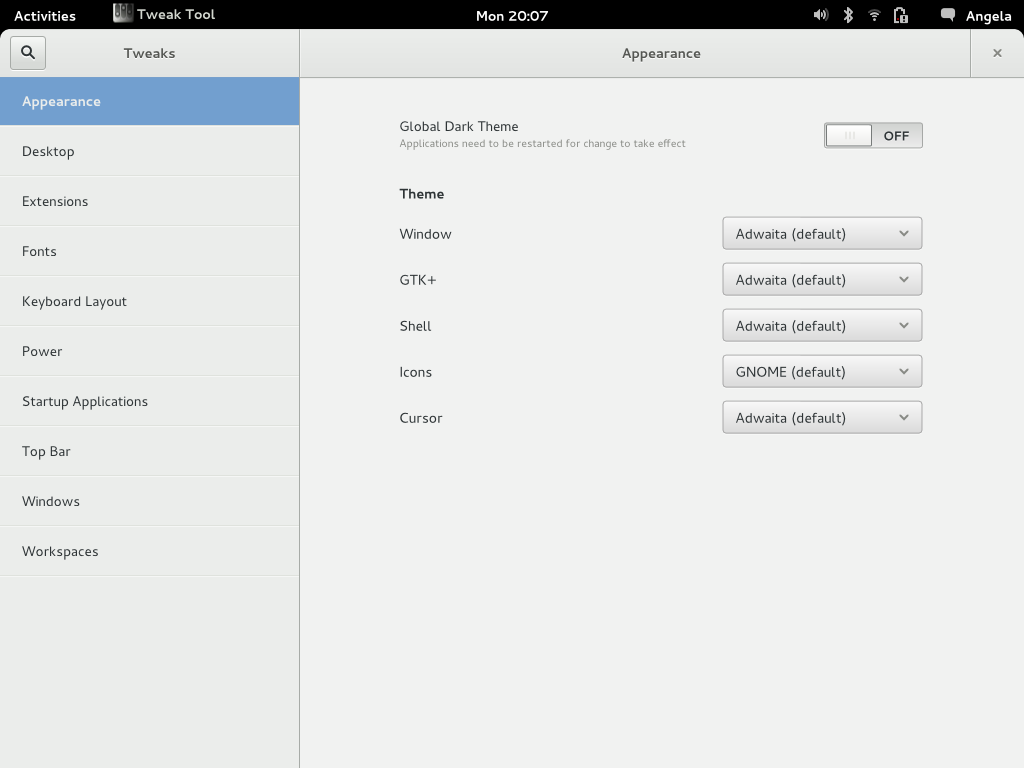 Activities Tweak Tool Mon 20:07 Angela
Tweaks
Appearance
Appearance
Desktop
Extensions
Fonts
Keyboard Layout
Power
Startup Applications
Top Bar
Windows
Workspaces
Global Dark Theme
Applications need to be restarted for change to take effect
OFF
Theme
Window Adwaita (default)
GTK+ Adwaita (default)
Shell Adwaita (default)
Icons GNOME (default)
Cursor Adwaita (default)